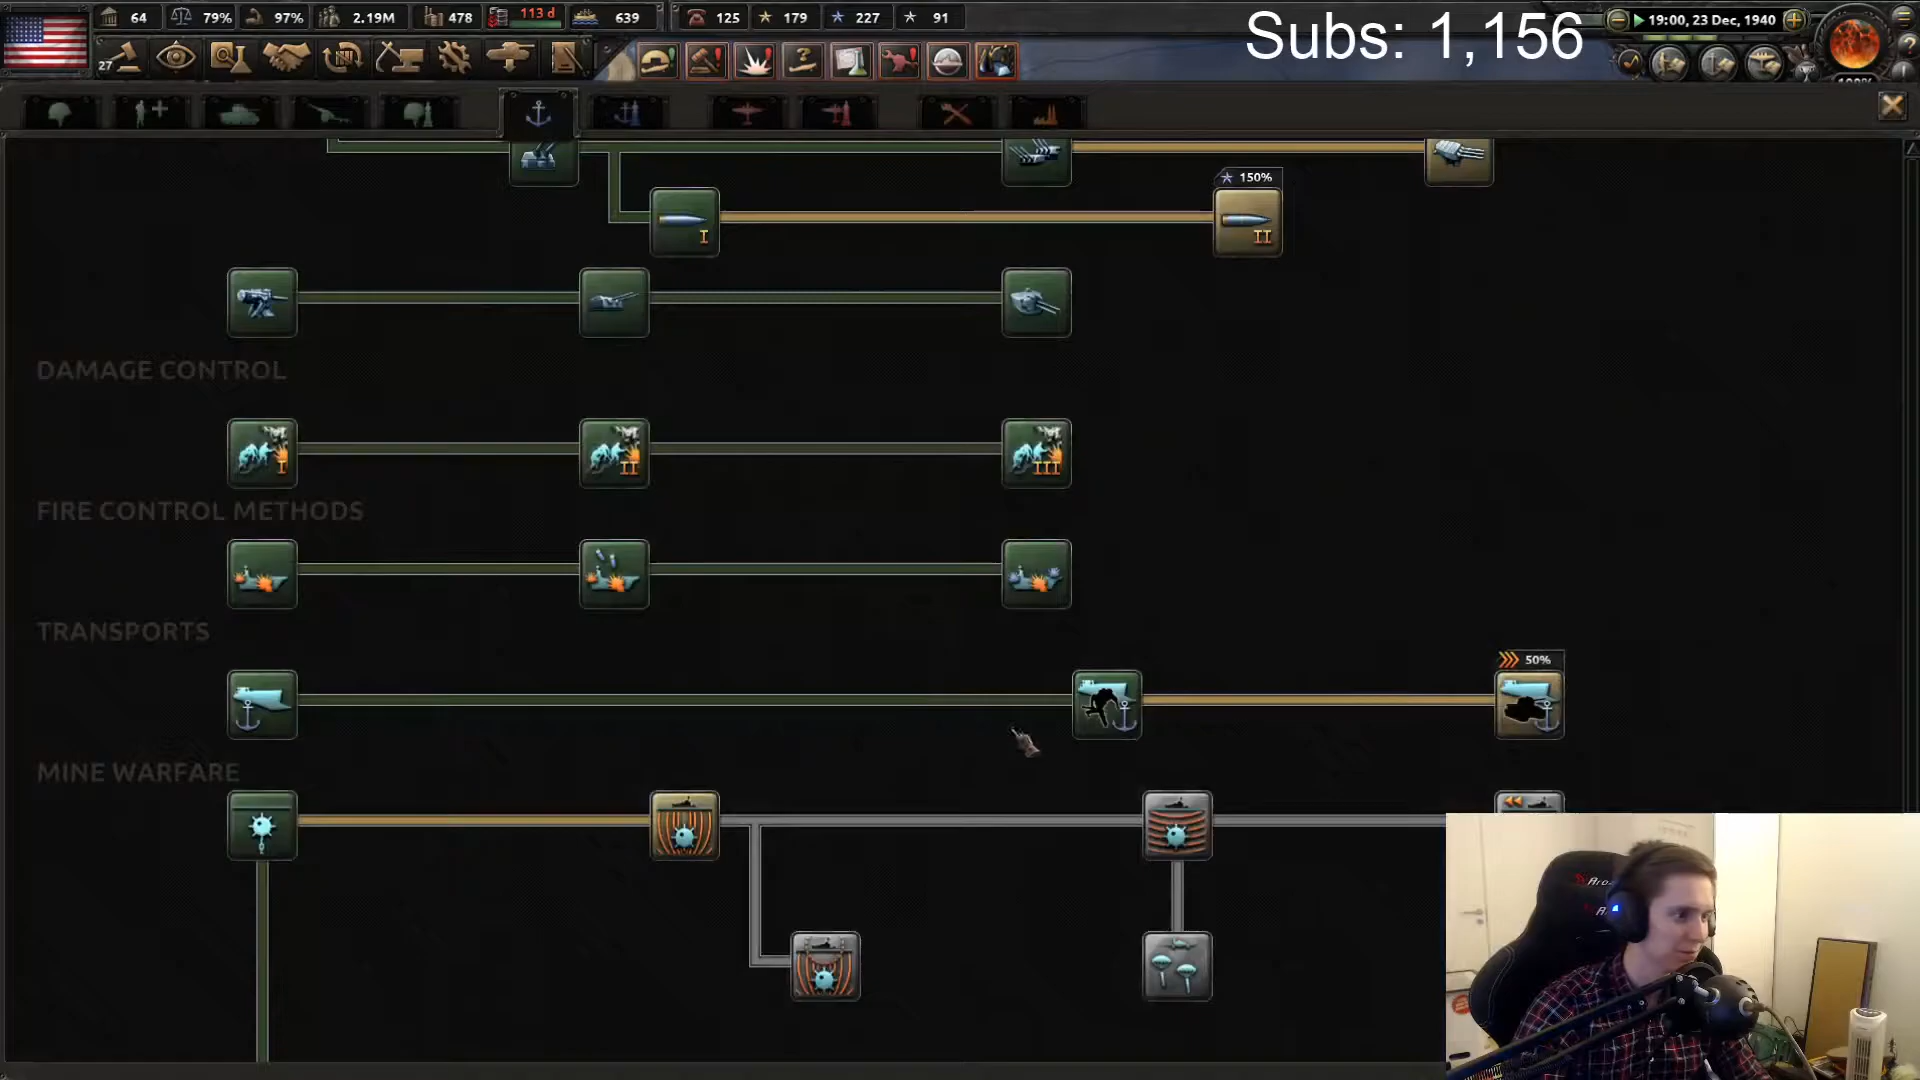 64 79% 97% 2.19M 478 113 d 639 125 179 227 91
Subs: 1,156
19:00, 23 Dec, 1940
27
100%
150%
I II
DAMAGE CONTROL
I II III
FIRE CONTROL METHODS
TRANSPORTS
50%
MINE WARFARE